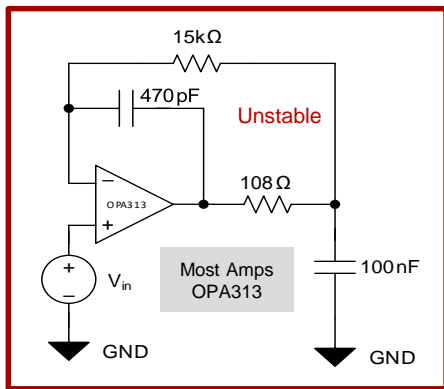 15kΩ
470pF
Unstable
−
OPA313
+
108Ω
+
−
Vin
Most Amps
OPA313
100nF
GND
GND